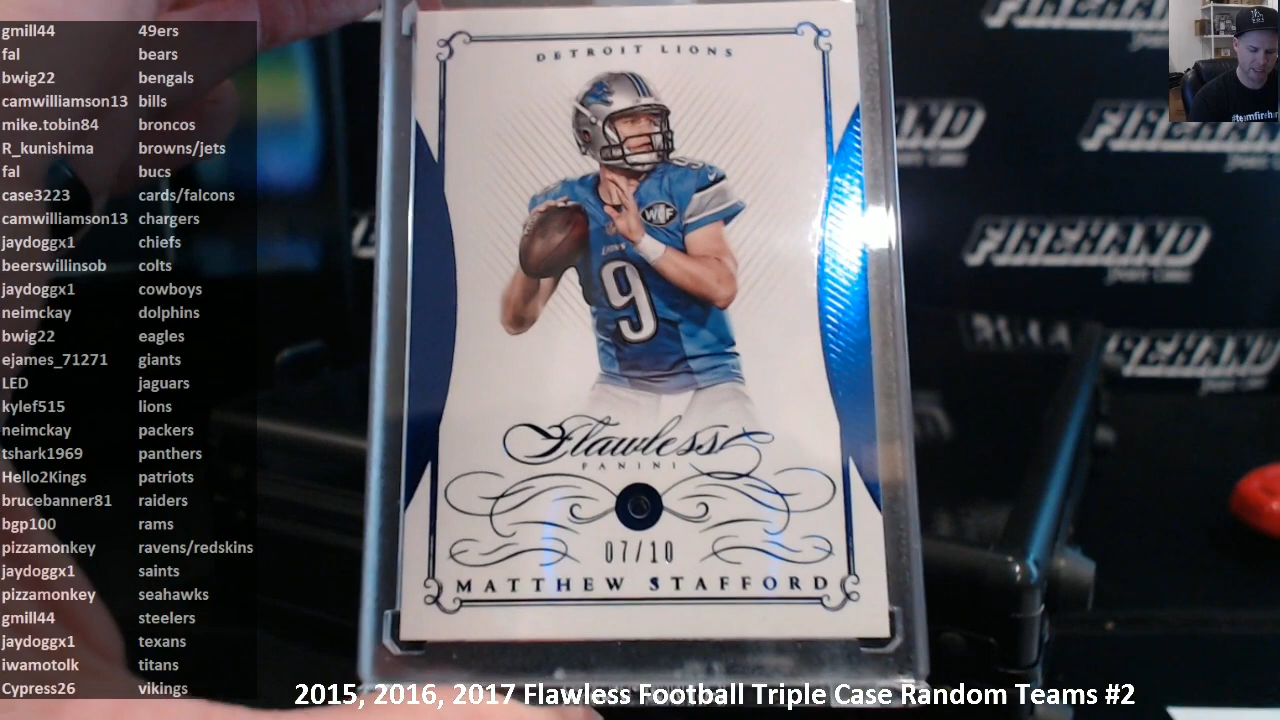 gmill44 49ers
fal bears
bwig22 bengals
camwilliamson13 bills
mike.tobin84 broncos
R_kunishima browns/jets
fal bucs
case3223 cards/falcons
camwilliamson13 chargers
jaydoggx1 chiefs
beerswillinsob colts
jaydoggx1 cowboys
neimckay dolphins
bwig22 eagles
ejames_71271 giants
LED jaguars
kylef515 lions
neimckay packers
tshark1969 panthers
Hello2Kings patriots
brucebanner81 raiders
bgp100 rams
pizzamonkey ravens/redskins
jaydoggx1 saints
pizzamonkey seahawks
gmill44 steelers
jaydoggx1 texans
iwamotolk titans
Cypress26 vikings
DETROIT LIONS
9
WCF
LIONS
9
Flawless
PANINI
07/10
MATTHEW STAFFORD
FIREHAND
FIREHAND
FIREHAND
2015, 2016, 2017 Flawless Football Triple Case Random Teams #2